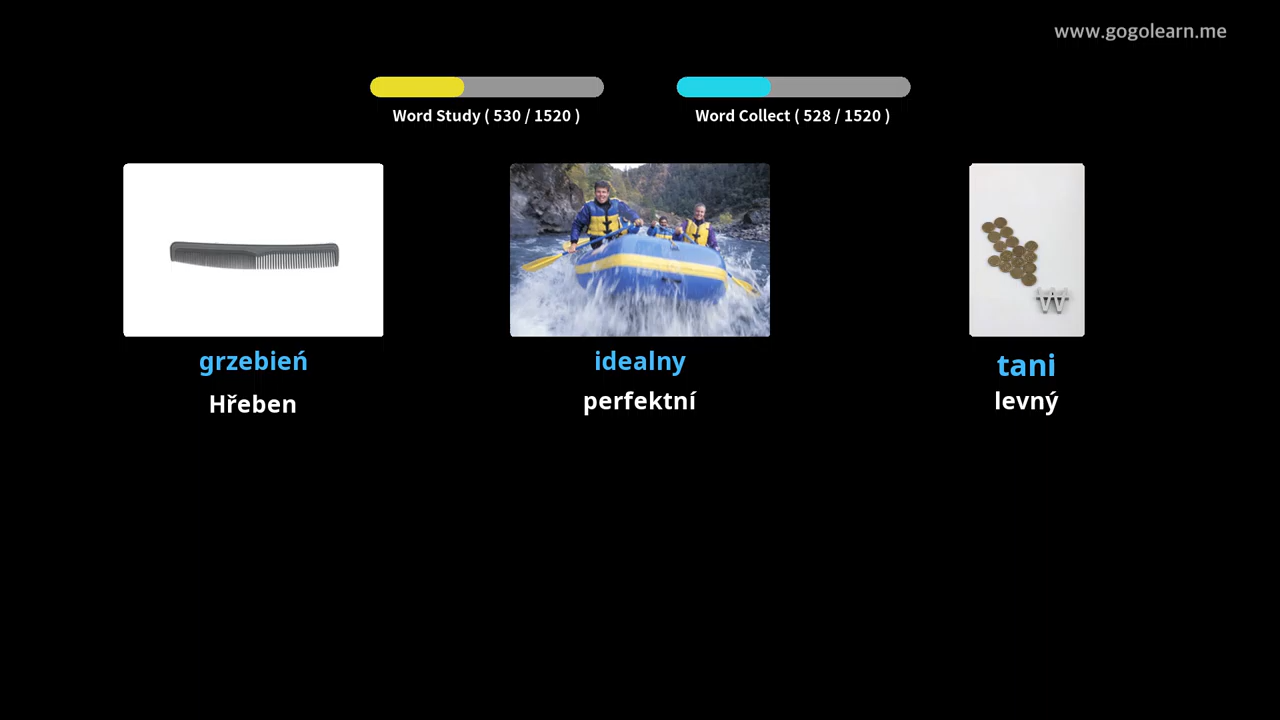 www.gogolearn.me
Word Study ( 530 / 1520 )
Word Collect ( 528 / 1520 )
grzebień
idealny
tani
Hřeben
perfektní
levný